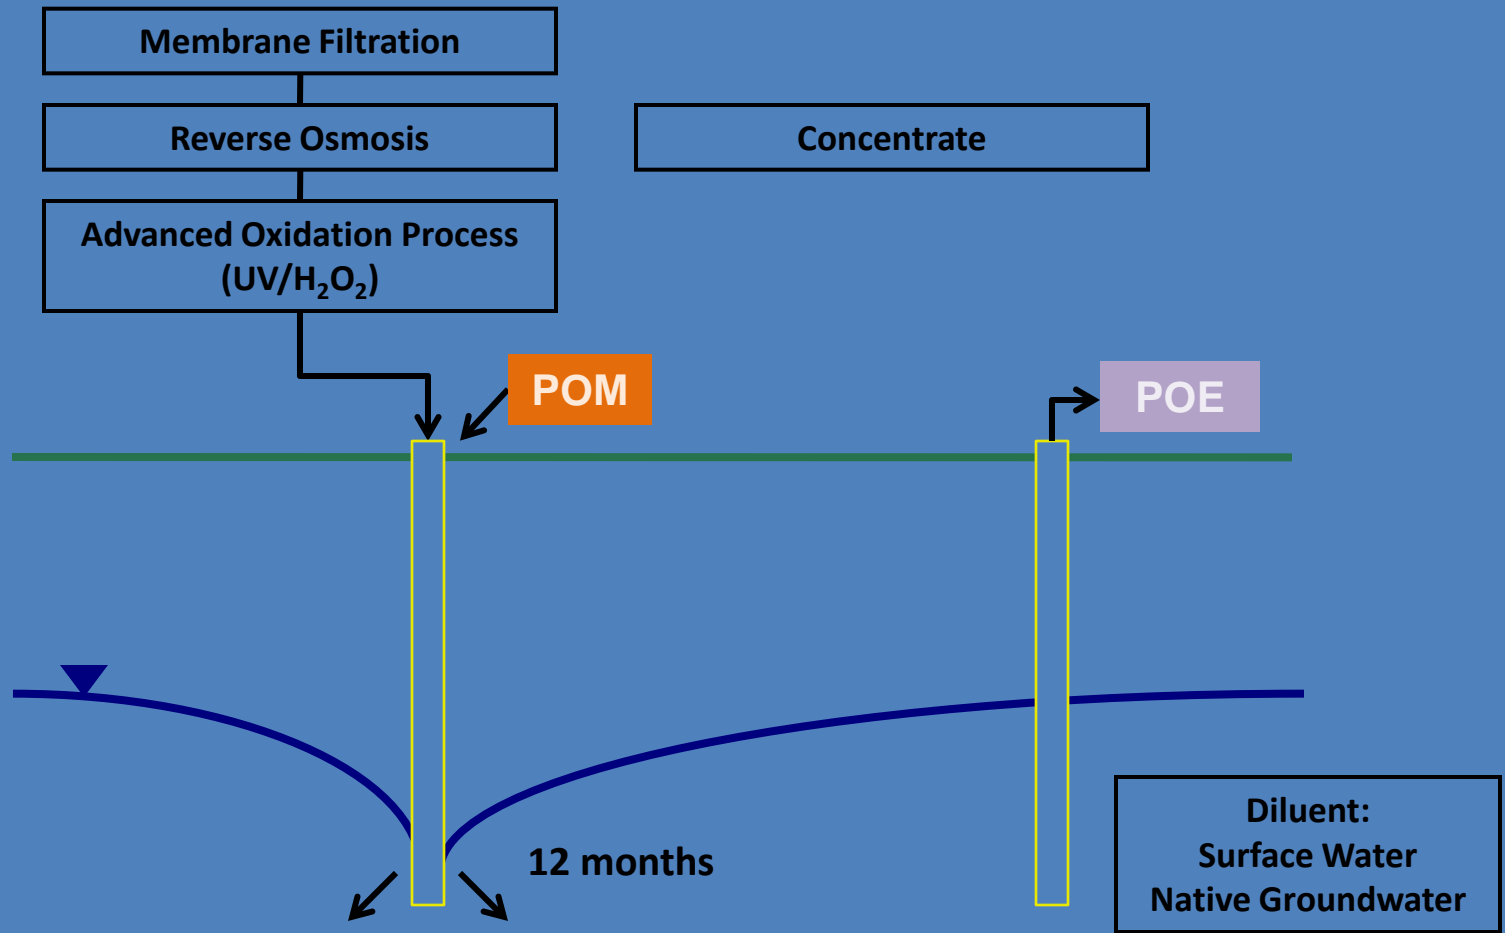 Membrane Filtration
Reverse Osmosis
Concentrate
Advanced Oxidation Process
(UV/H₂O₂)
POM
POE
12 months
Diluent:
Surface Water
Native Groundwater